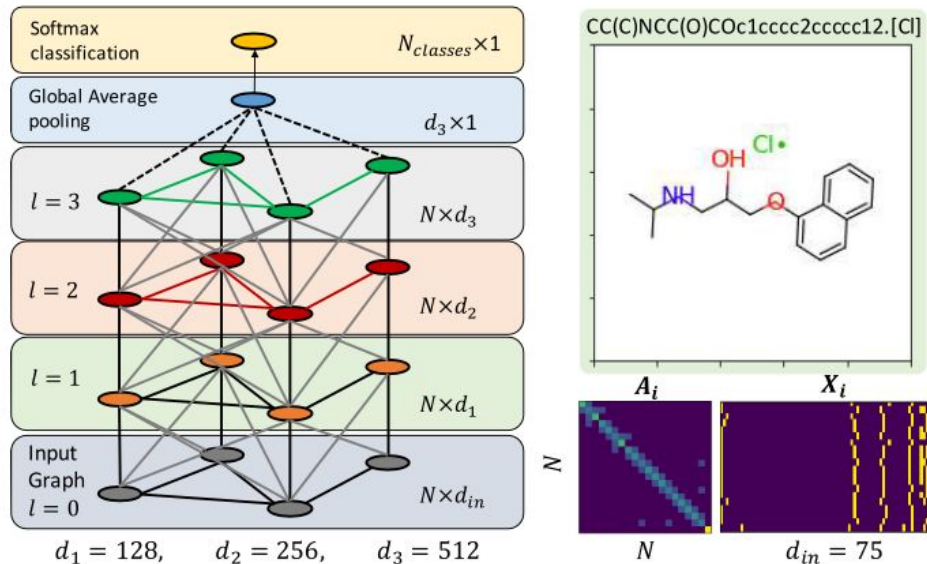 Softmax
classification
N_classes×1
Global Average
pooling
d_3×1
l = 3
N×d_3
l = 2
N×d_2
l = 1
N×d_1
Input
Graph
l = 0
N×d_in
d_1 = 128, d_2 = 256, d_3 = 512
CC(C)NCC(O)COc1cccc2ccccc12.[Cl]
Cl•
OH
NH
O
A_i X_i
N
N d_in = 75